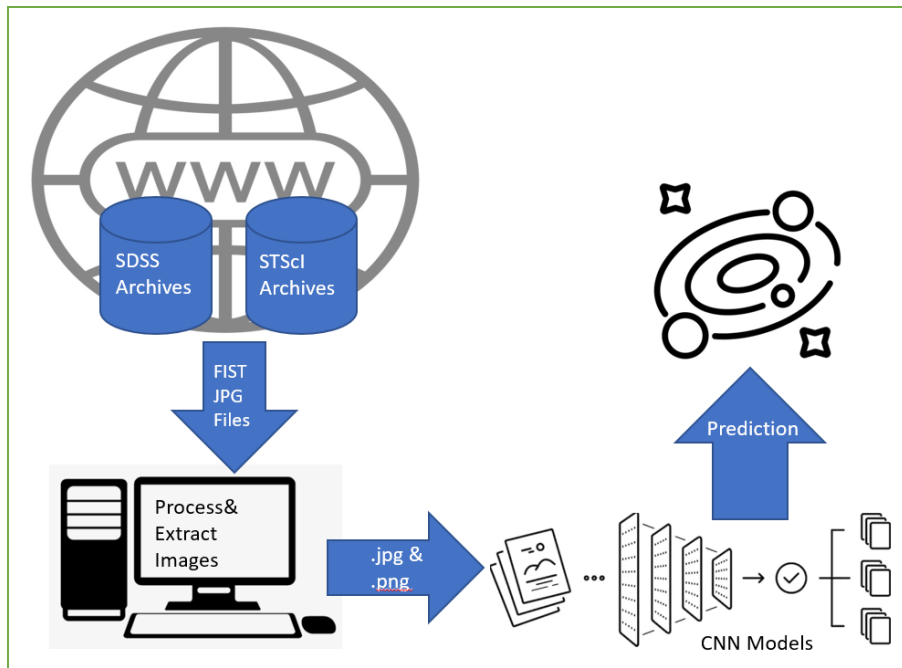 WWW
SDSS
Archives
STScI
Archives
FIST
JPG
Files
Process&
Extract
Images
.jpg &
.png
Prediction
CNN Models